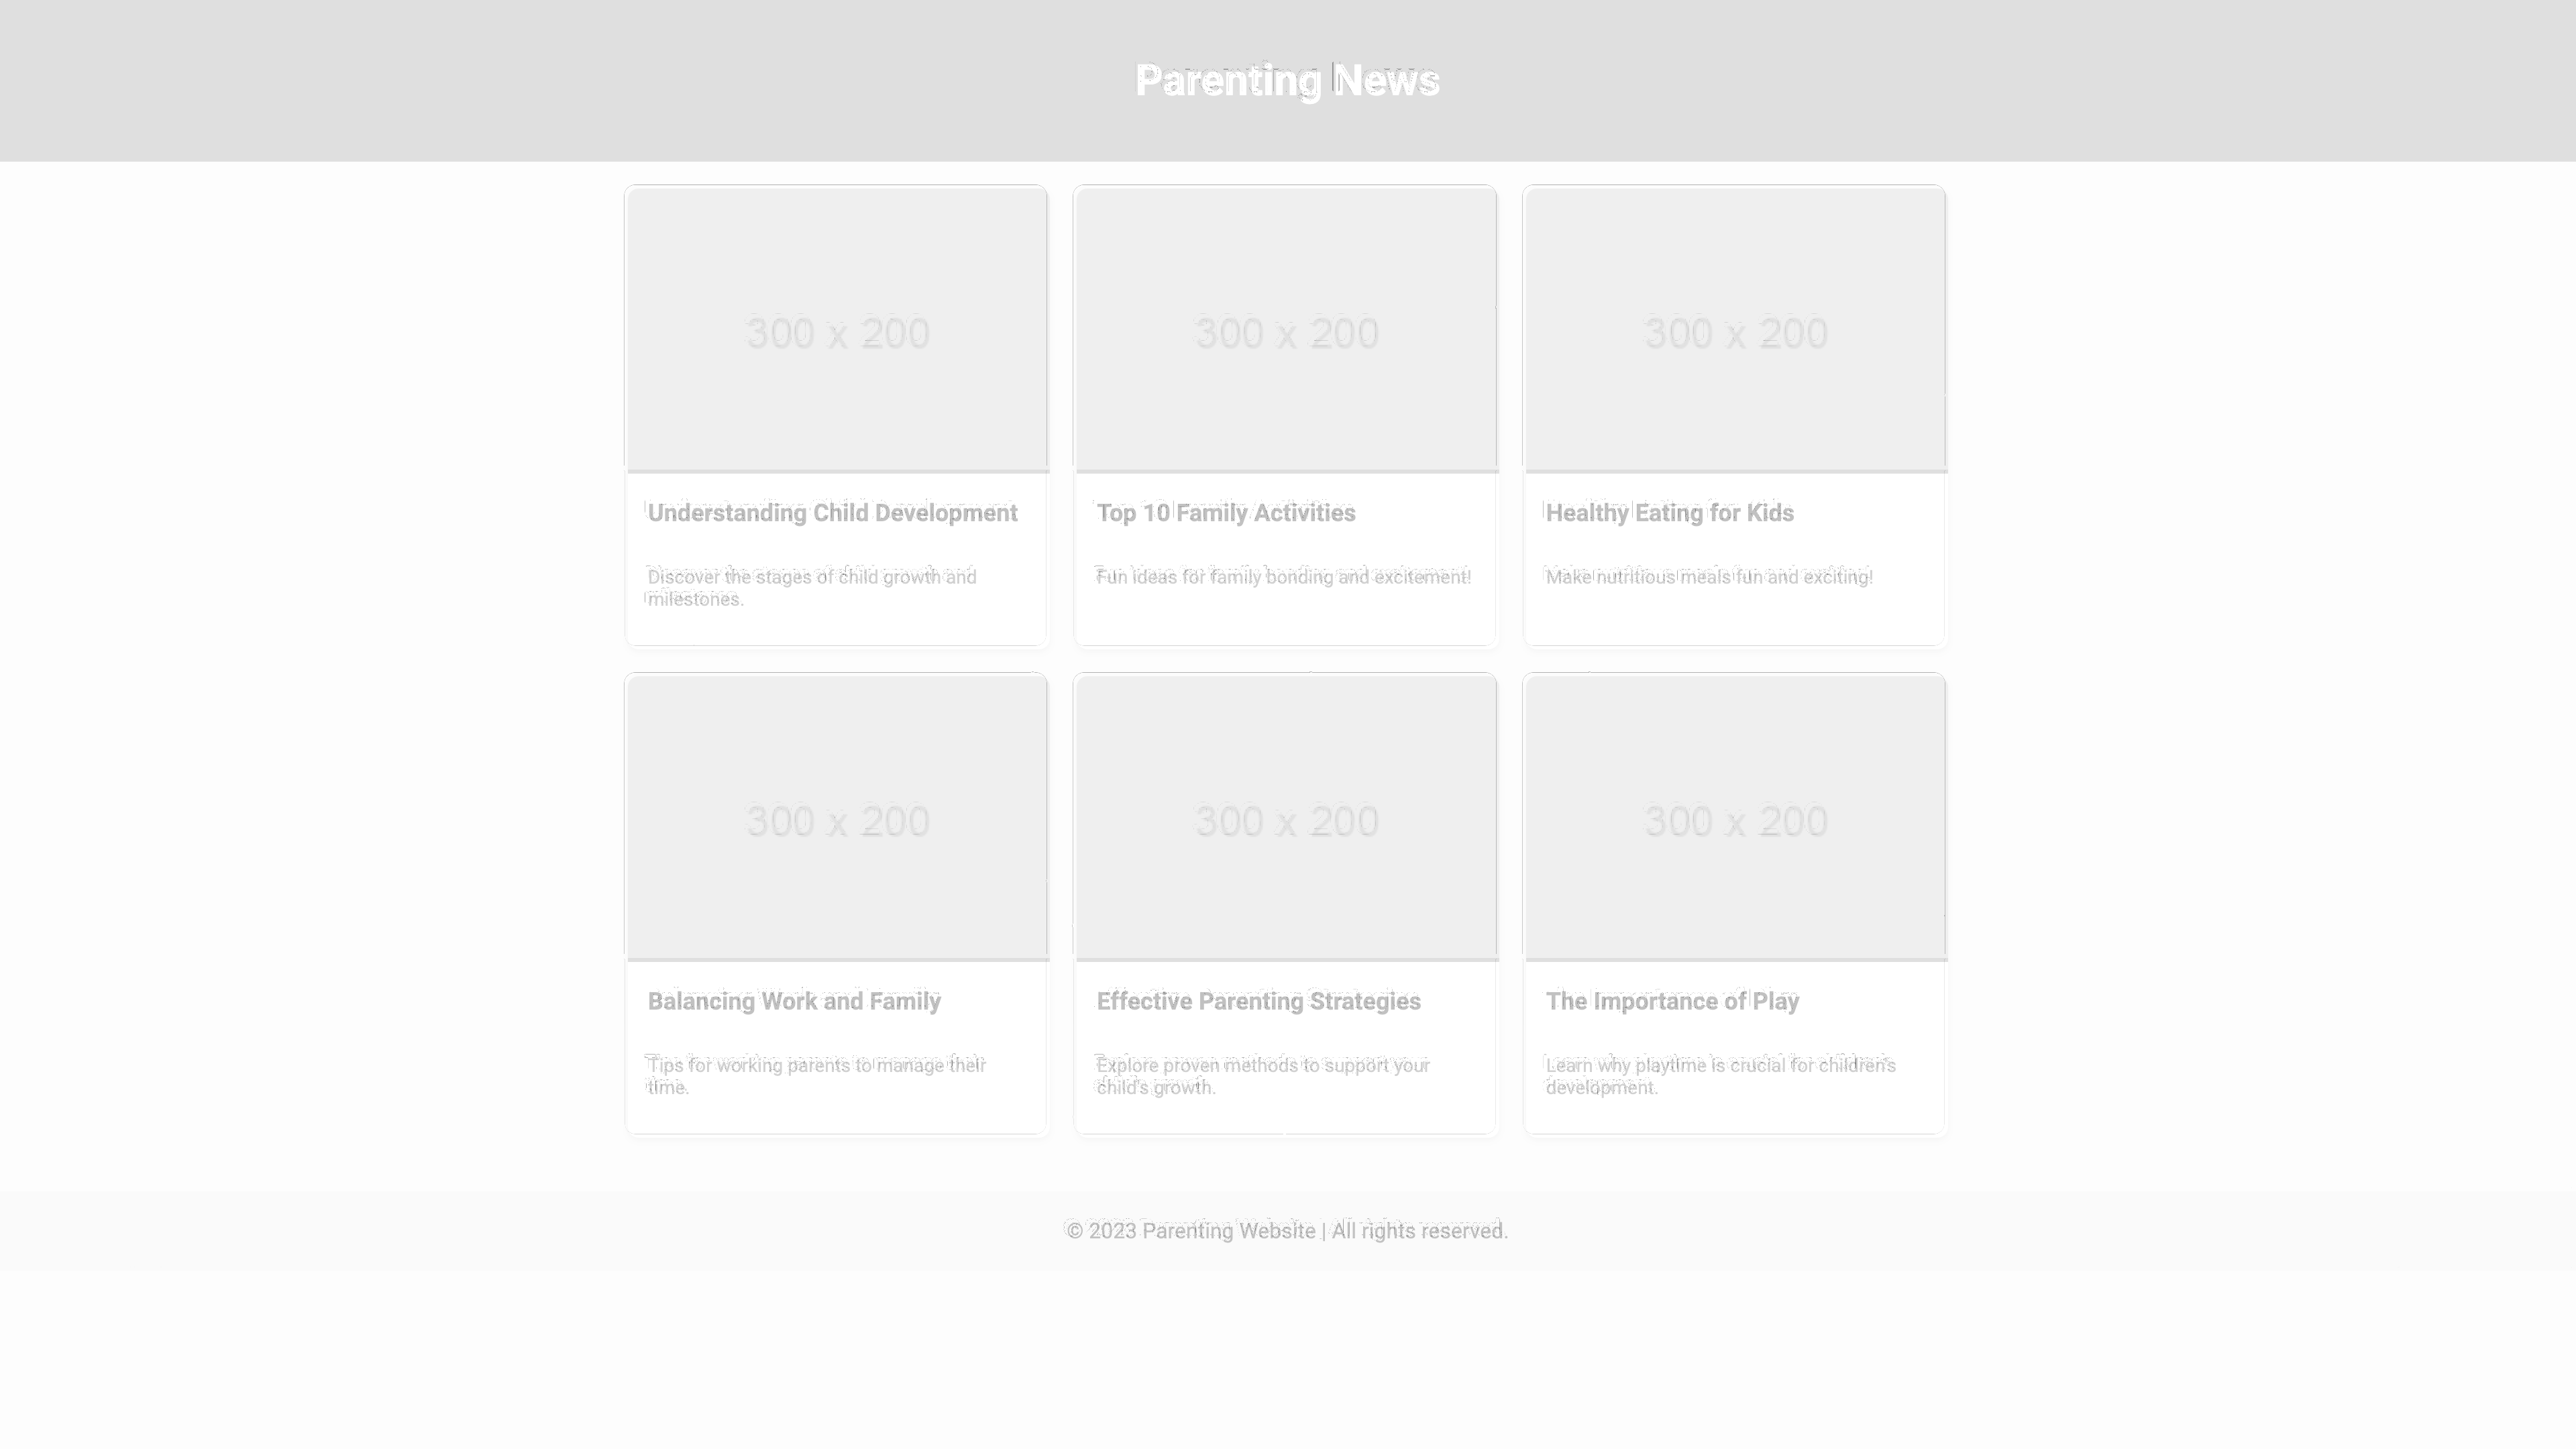 Parenting News
300 x 200
300 x 200
300 x 200
Understanding Child Development
Top 10 Family Activities
Healthy Eating for Kids
Discover the stages of child growth and
milestones.
Fun ideas for family bonding and excitement!
Make nutritious meals fun and exciting!
300 x 200
300 x 200
300 x 200
Balancing Work and Family
Effective Parenting Strategies
The Importance of Play
Tips for working parents to manage their
time.
Explore proven methods to support your
child's growth.
Learn why playtime is crucial for children's
development.
© 2023 Parenting Website | All rights reserved.